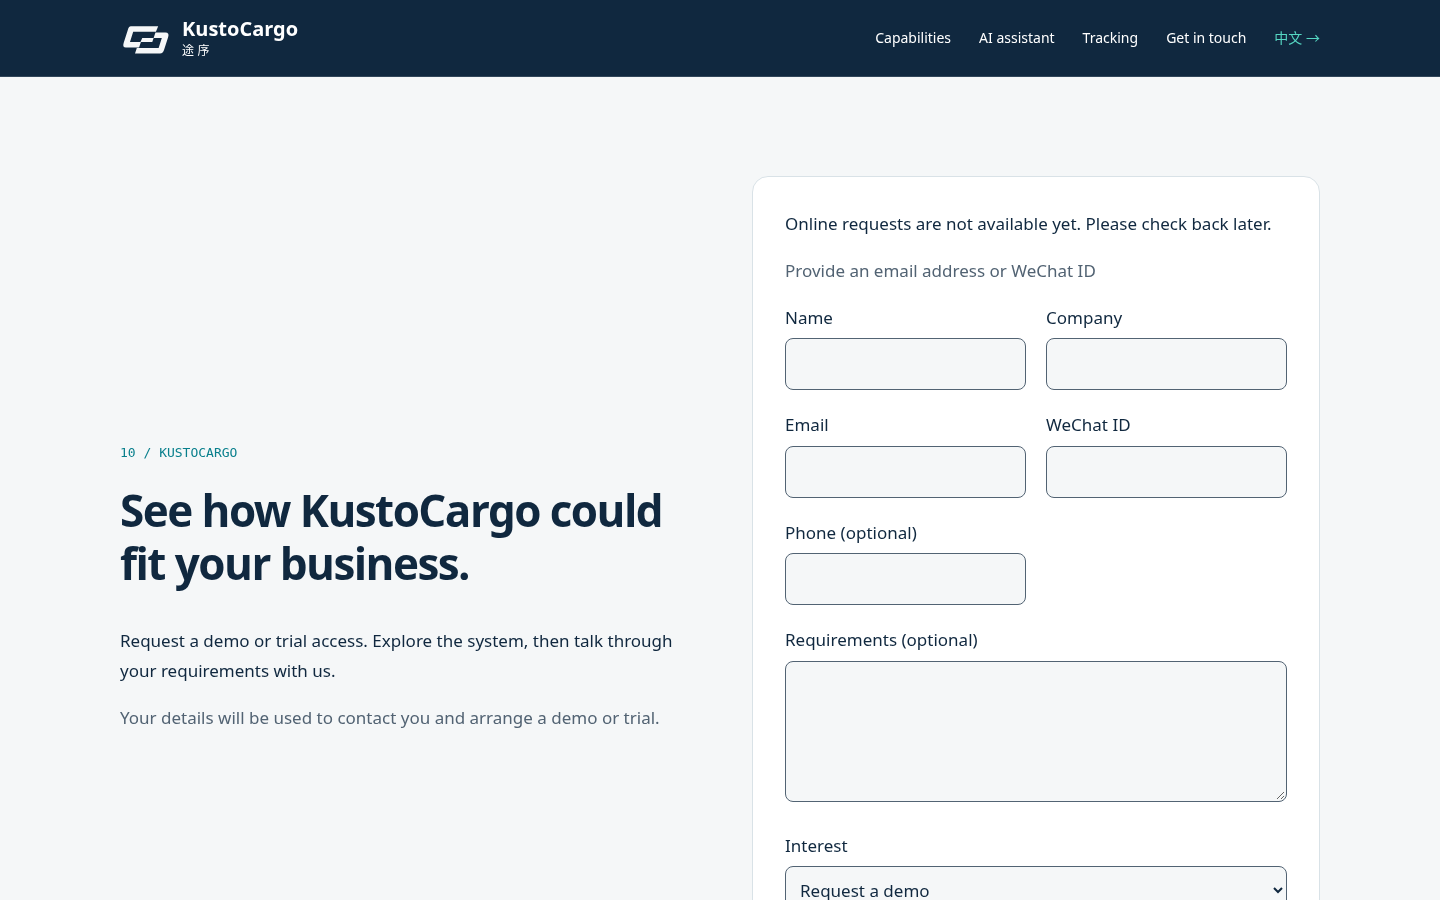 KustoCargo
途序
Capabilities
AI assistant
Tracking
Get in touch
中文 →
10 / KUSTOCARGO
See how KustoCargo could
fit your business.
Request a demo or trial access. Explore the system, then talk through
your requirements with us.
Your details will be used to contact you and arrange a demo or trial.
Online requests are not available yet. Please check back later.
Provide an email address or WeChat ID
Name
Company
Email
WeChat ID
Phone (optional)
Requirements (optional)
Interest
Request a demo